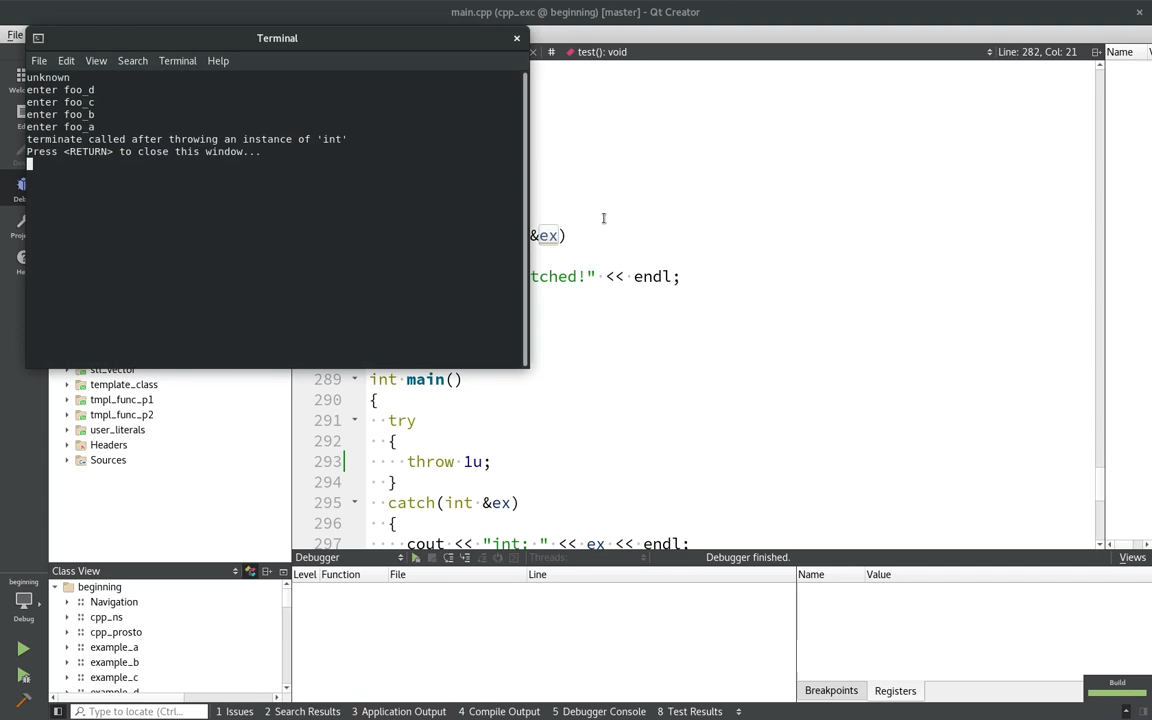 main.cpp (cpp_exc @ beginning) [master] - Qt Creator
File
Terminal
File Edit View Search Terminal Help
unknown
enter foo_d
enter foo_c
enter foo_b
enter foo_a
terminate called after throwing an instance of 'int'
Press <RETURN> to close this window...
# test(): void
Line: 282, Col: 21
Name
&ex)
tched!" << endl;
template_class
tmpl_func_p1
tmpl_func_p2
user_literals
Headers
Sources
289 int main()
290 {
291 try
292 {
293 throw 1u;
294 }
295 catch(int &ex)
296 {
297 cout << "int: " << ex << endl;
Debugger
Threads:
Debugger finished.
Views
Level Function File Line
Name Value
Class View
beginning
Navigation
cpp_ns
cpp_prosto
example_a
example_b
example_c
example_d
beginning
Debug
Breakpoints Registers
Build
Type to locate (Ctrl...
1 Issues 2 Search Results 3 Application Output 4 Compile Output 5 Debugger Console 8 Test Results